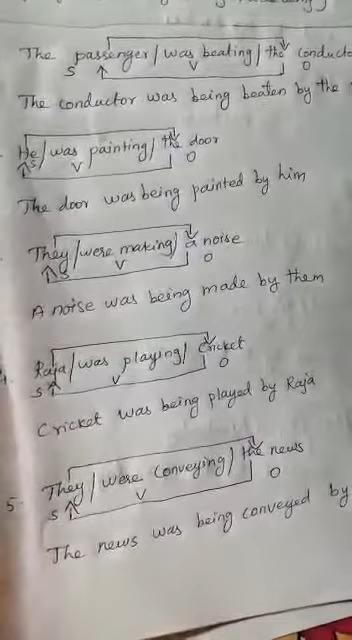 The passenger / was beating / the conducto
S V O
The conductor was being beaten by the
He / was painting / the door
S V O
The door was being painted by him
They / were making / a noise
S V O
A noise was being made by them
Raja / was playing / cricket
S V O
Cricket was being played by Raja
5. They / were conveying / the news
S V O
The news was being conveyed by